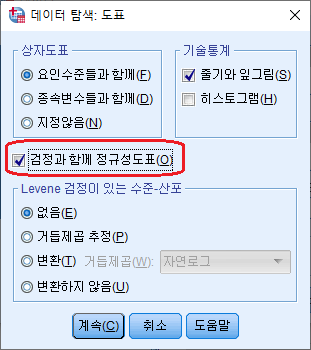 데이터 탐색: 도표
상자도표
요인수준들과 함께(F)
종속변수들과 함께(D)
지정않음(N)
기술통계
줄기와 잎그림(S)
히스토그램(H)
검정과 함께 정규성도표(O)
Levene 검정이 있는 수준-산포
없음(E)
거듭제곱 추정(P)
변환(T) 거듭제곱(W): 자연로그
변환하지 않음(U)
계속(C) 취소 도움말